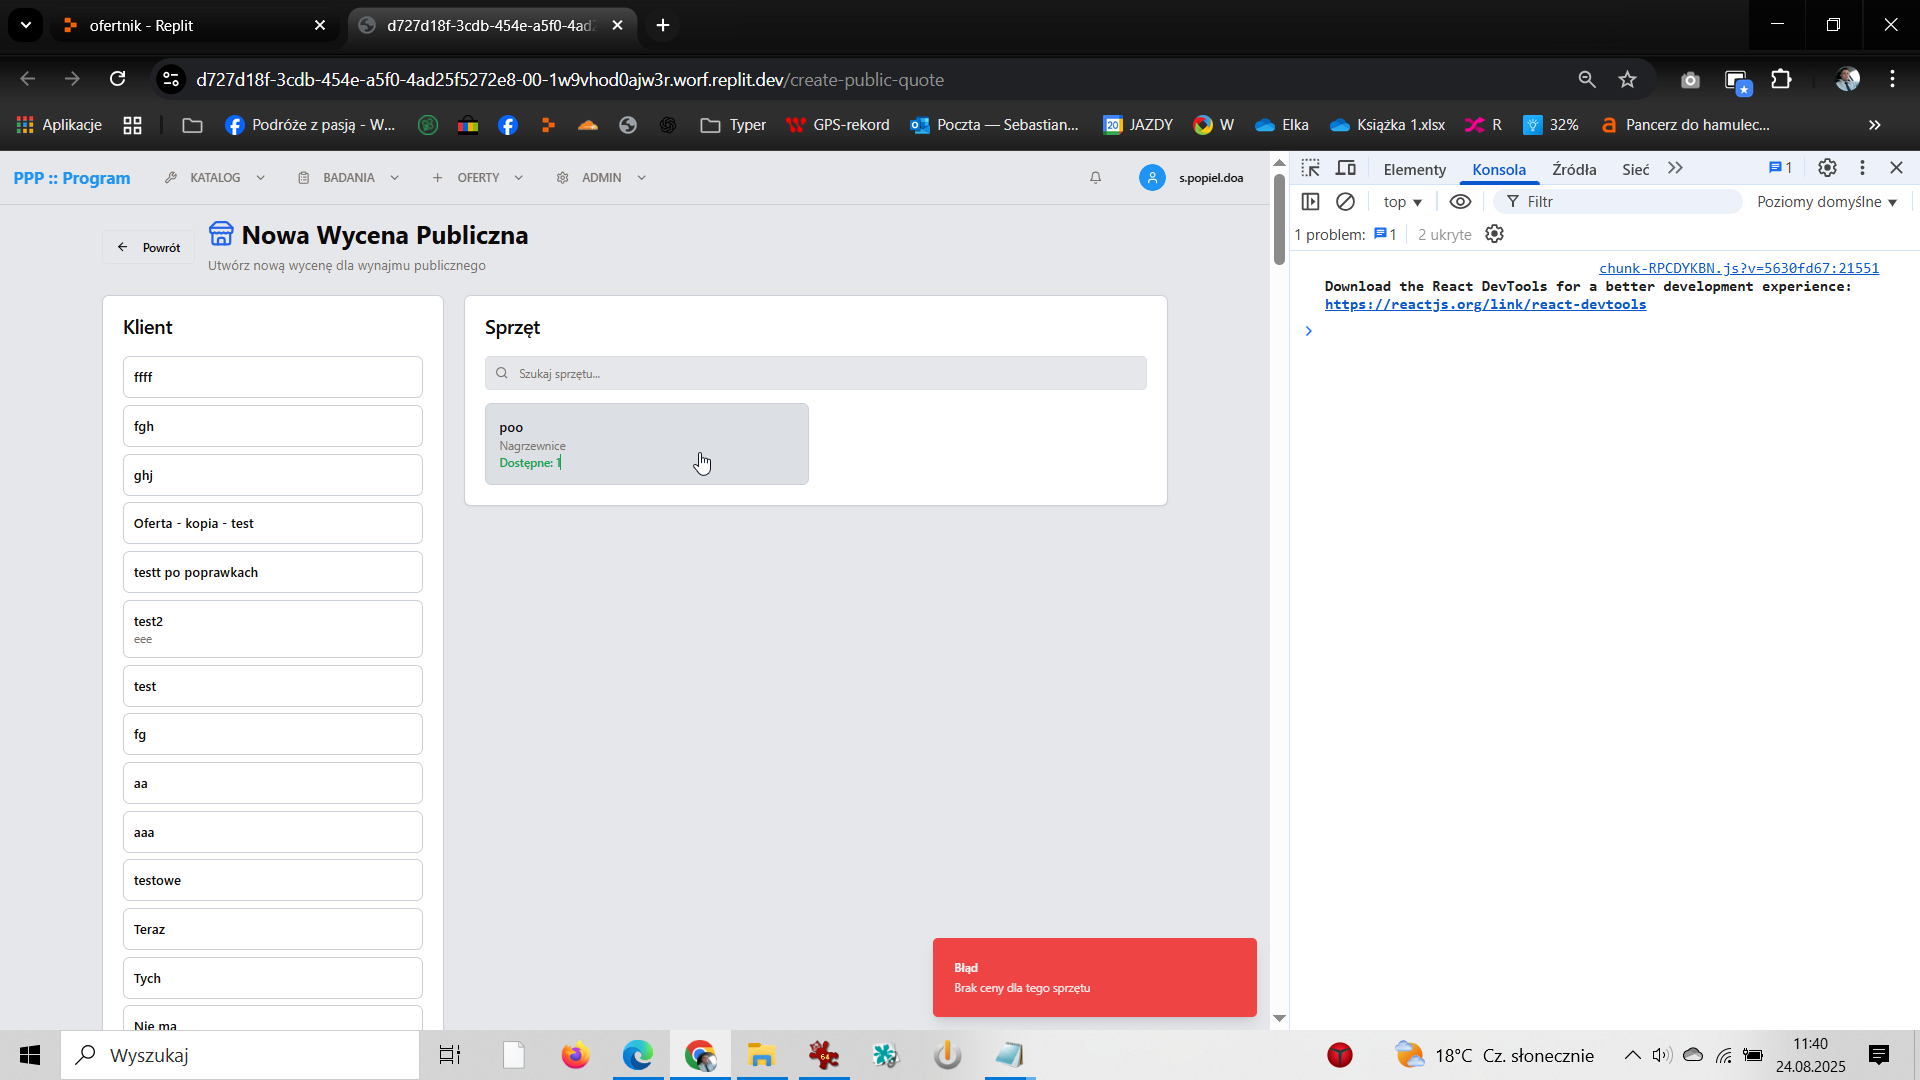 ofertnik - Replit
d727d18f-3cdb-454e-a5f0-4ad
d727d18f-3cdb-454e-a5f0-4ad25f5272e8-00-1w9vhod0ajw3r.worf.replit.dev/create-public-quote
Aplikacje
Podróże z pasją - W...
Typer
GPS-rekord
Poczta — Sebastian...
20 JAZDY
W
Elka
Książka 1.xlsx
R
32%
Pancerz do hamulec...
PPP :: Program
KATALOG
BADANIA
OFERTY
ADMIN
s.popiel.doa
Powrót
Nowa Wycena Publiczna
Utwórz nową wycenę dla wynajmu publicznego
Klient
ffff
fgh
ghj
Oferta - kopia - test
testt po poprawkach
test2
eee
test
fg
aa
aaa
testowe
Teraz
Tych
Nie ma
Sprzęt
Szukaj sprzętu...
poo
Nagrzewnice
Dostępne: 1
Błąd
Brak ceny dla tego sprzętu
Elementy
Konsola
Źródła
Sieć
1
top
Filtr
Poziomy domyślne
1 problem: 1
2 ukryte
chunk-RPCDYKBN.js?v=5630fd67:21551
Download the React DevTools for a better development experience:
https://reactjs.org/link/react-devtools
Wyszukaj
64
18°C Cz. słonecznie
11:40
24.08.2025